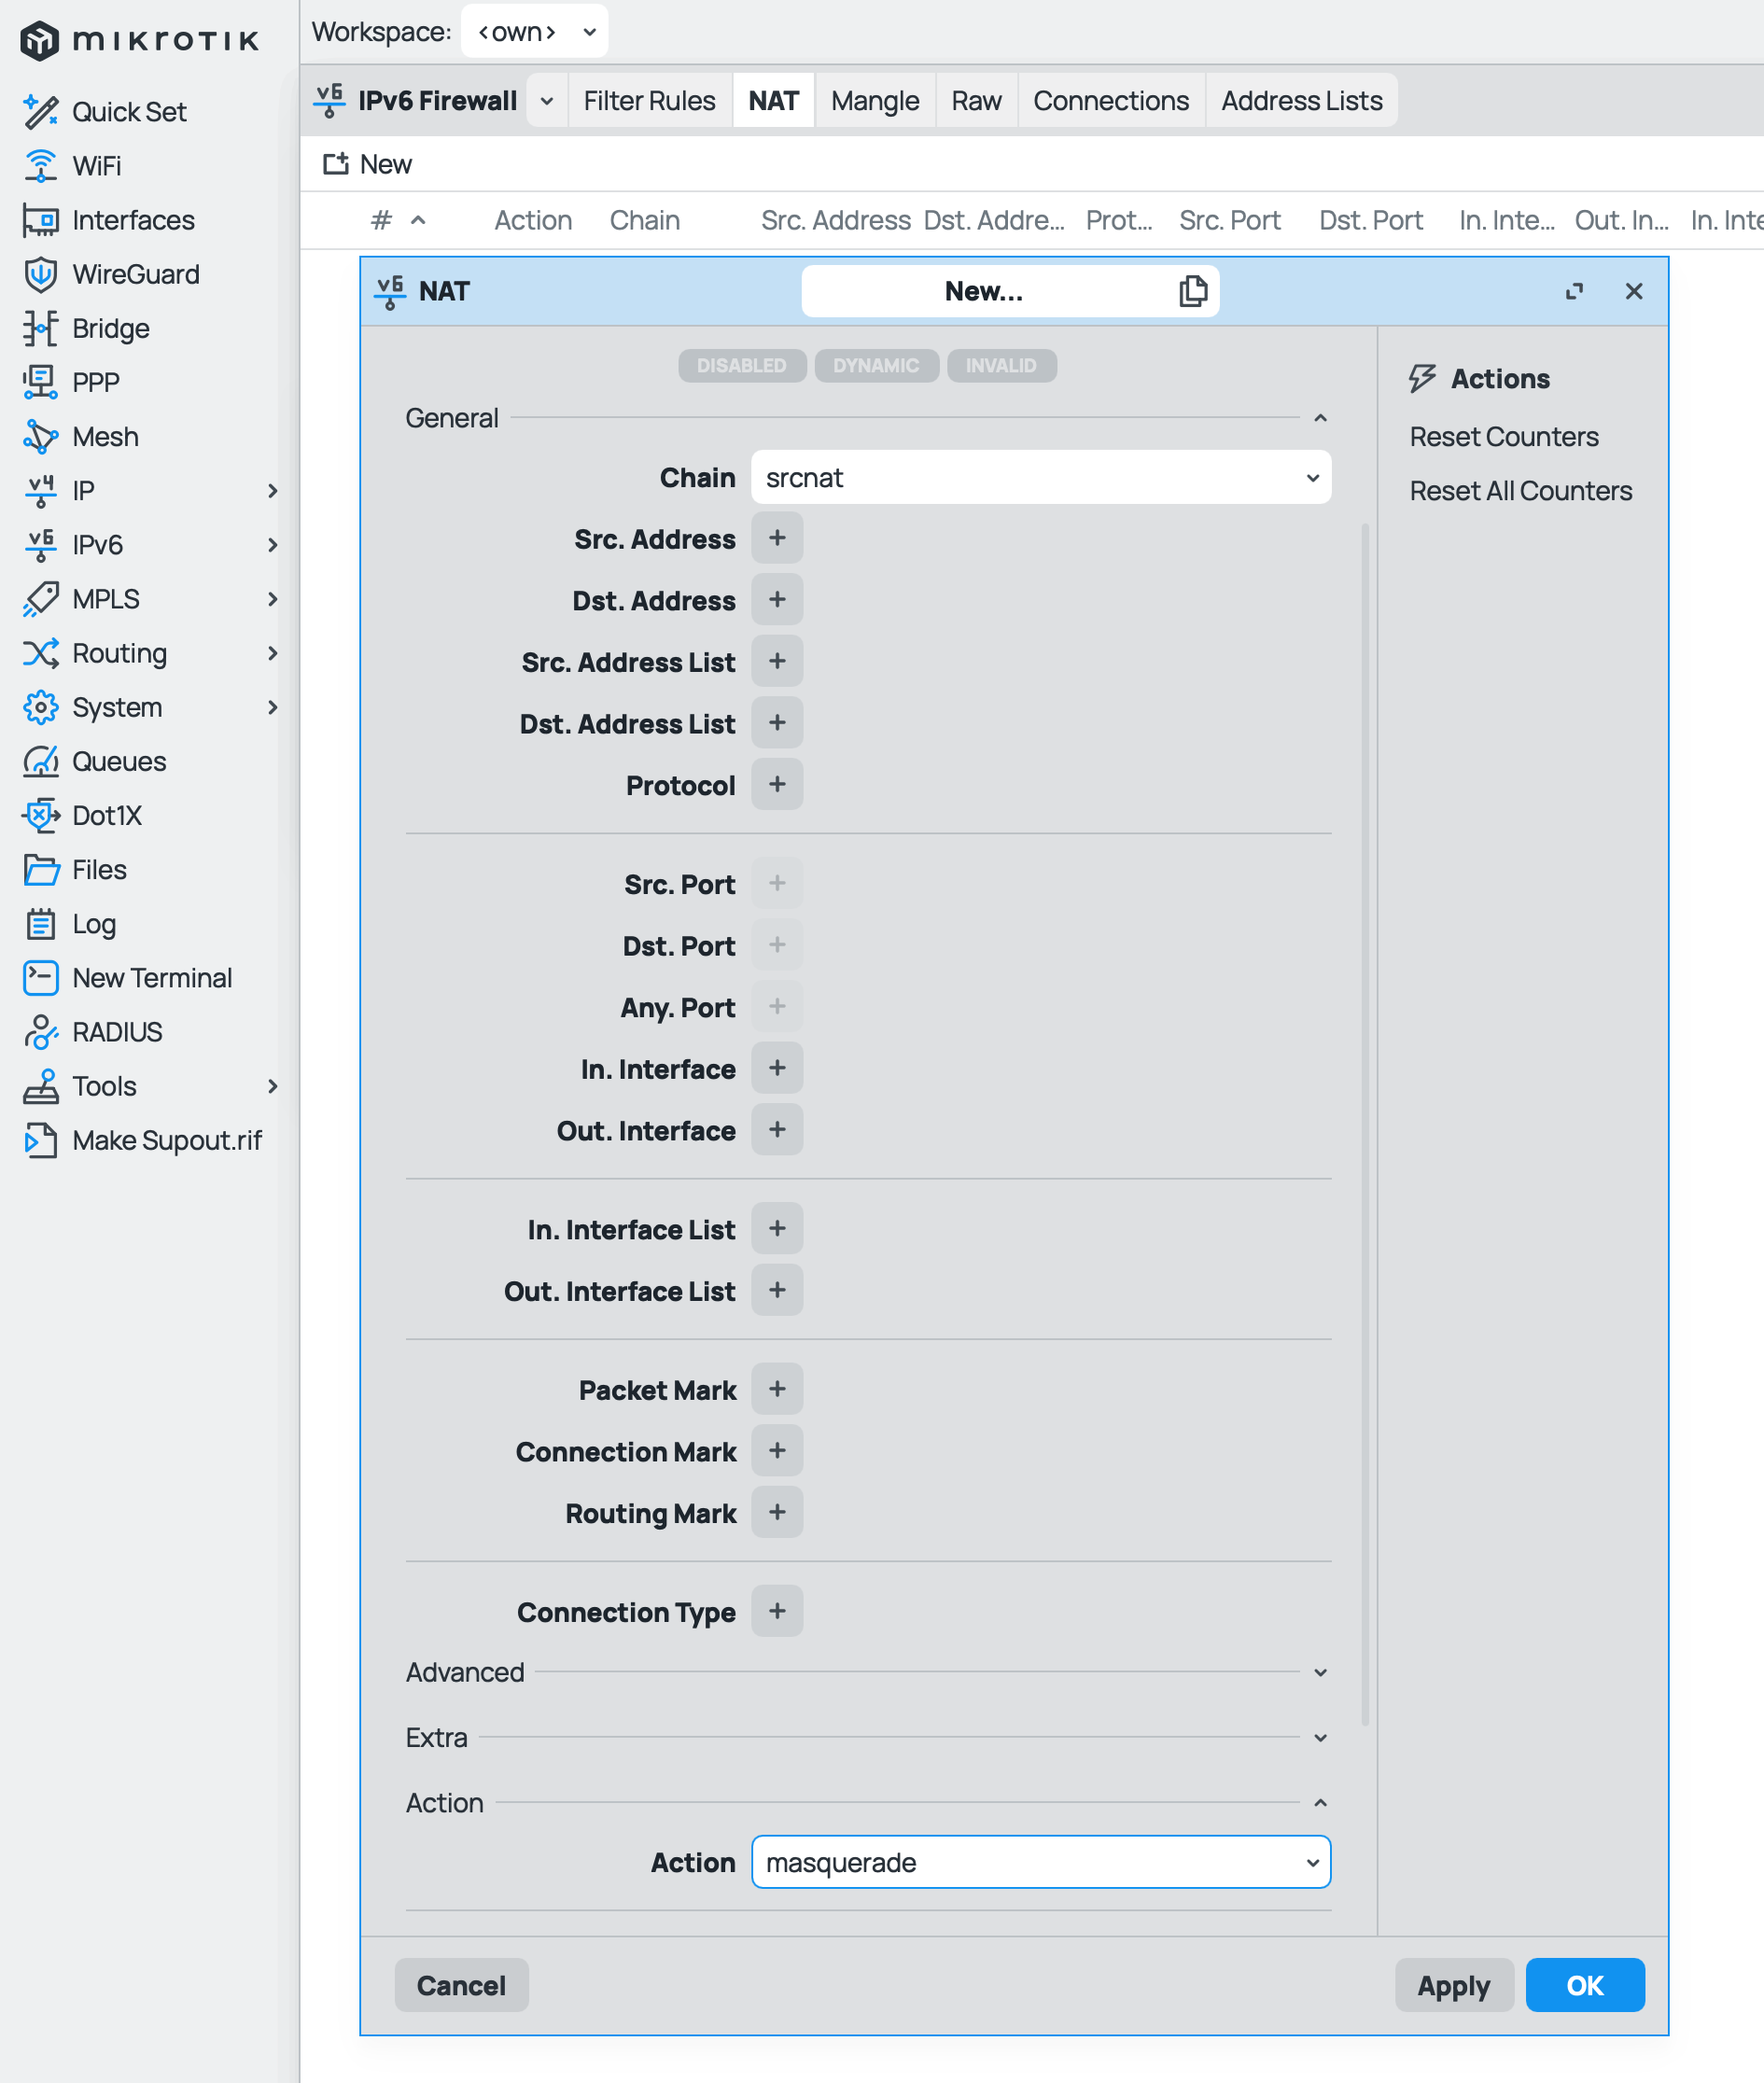 mikrotik
Workspace: <own>
Quick Set
WiFi
Interfaces
WireGuard
Bridge
PPP
Mesh
v4 IP
v6 IPv6
MPLS
Routing
System
Queues
Dot1X
Files
Log
New Terminal
RADIUS
Tools
Make Supout.rif
v6 IPv6 Firewall Filter Rules NAT Mangle Raw Connections Address Lists
New
# Action Chain Src. Address Dst. Addre... Prot... Src. Port Dst. Port In. Inte... Out. In... In. Inte
v6 NAT New...
DISABLED DYNAMIC INVALID
General
Chain srcnat
Src. Address +
Dst. Address +
Src. Address List +
Dst. Address List +
Protocol +
Src. Port +
Dst. Port +
Any. Port +
In. Interface +
Out. Interface +
In. Interface List +
Out. Interface List +
Packet Mark +
Connection Mark +
Routing Mark +
Connection Type +
Advanced
Extra
Action
Action masquerade
Actions
Reset Counters
Reset All Counters
Cancel Apply OK